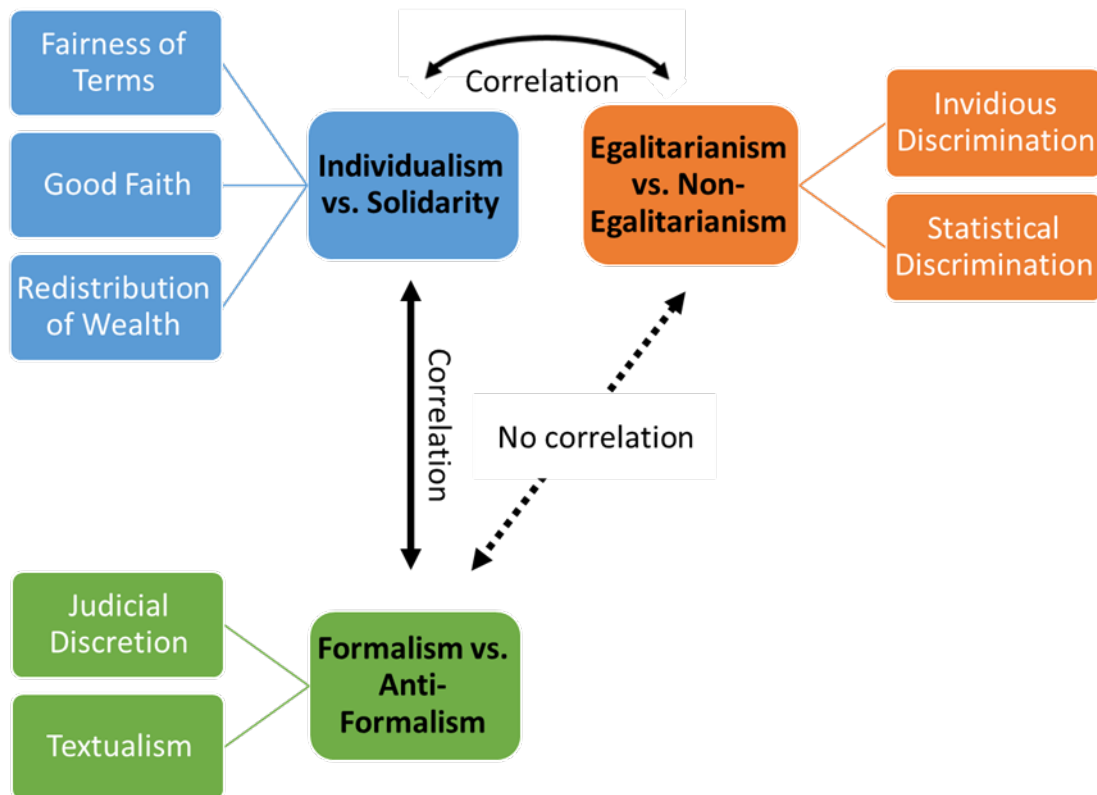 Fairness of
Terms
Good Faith
Redistribution
of Wealth
Individualism
vs. Solidarity
Correlation
Egalitarianism
vs. Non-
Egalitarianism
Invidious
Discrimination
Statistical
Discrimination
Correlation
No correlation
Judicial
Discretion
Textualism
Formalism vs.
Anti-
Formalism